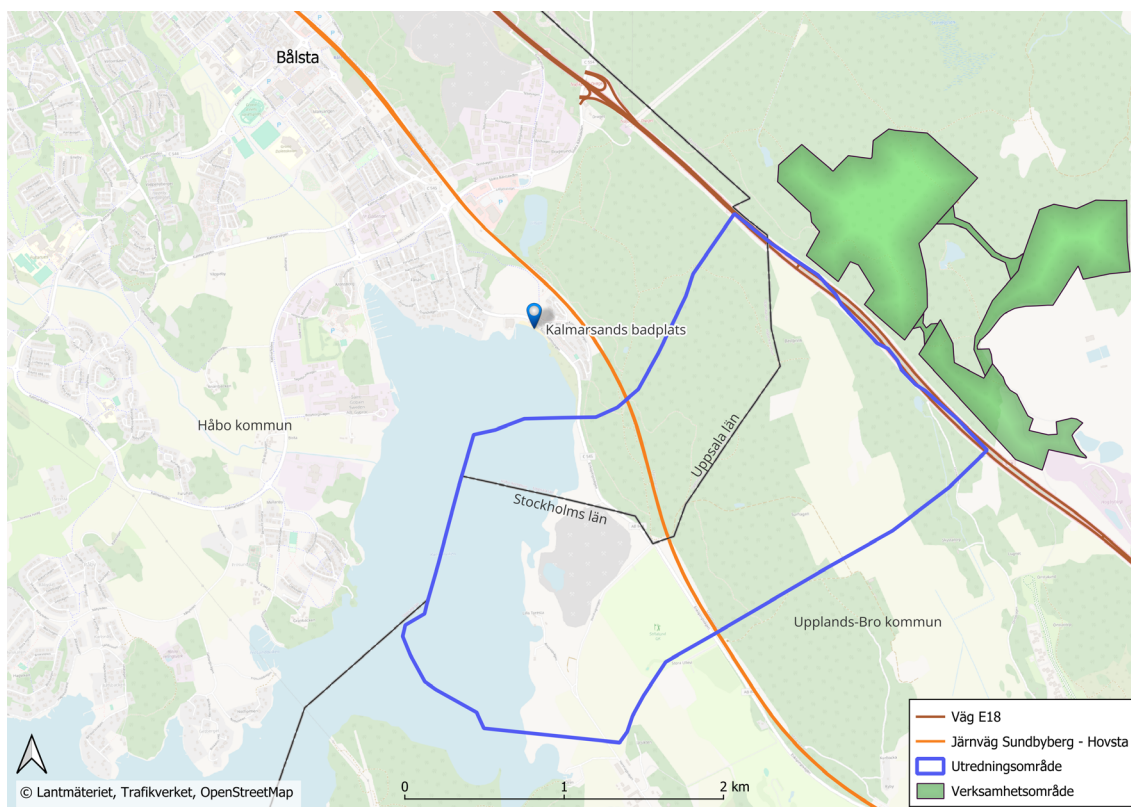 Bålsta
Kalmarsands badplats
Håbo kommun
Uppsala län
Stockholms län
Upplands-Bro kommun
Väg E18
Järnväg Sundbyberg - Hovsta
Utredningsområde
Verksamhetsområde
0 1 2 km
© Lantmäteriet, Trafikverket, OpenStreetMap